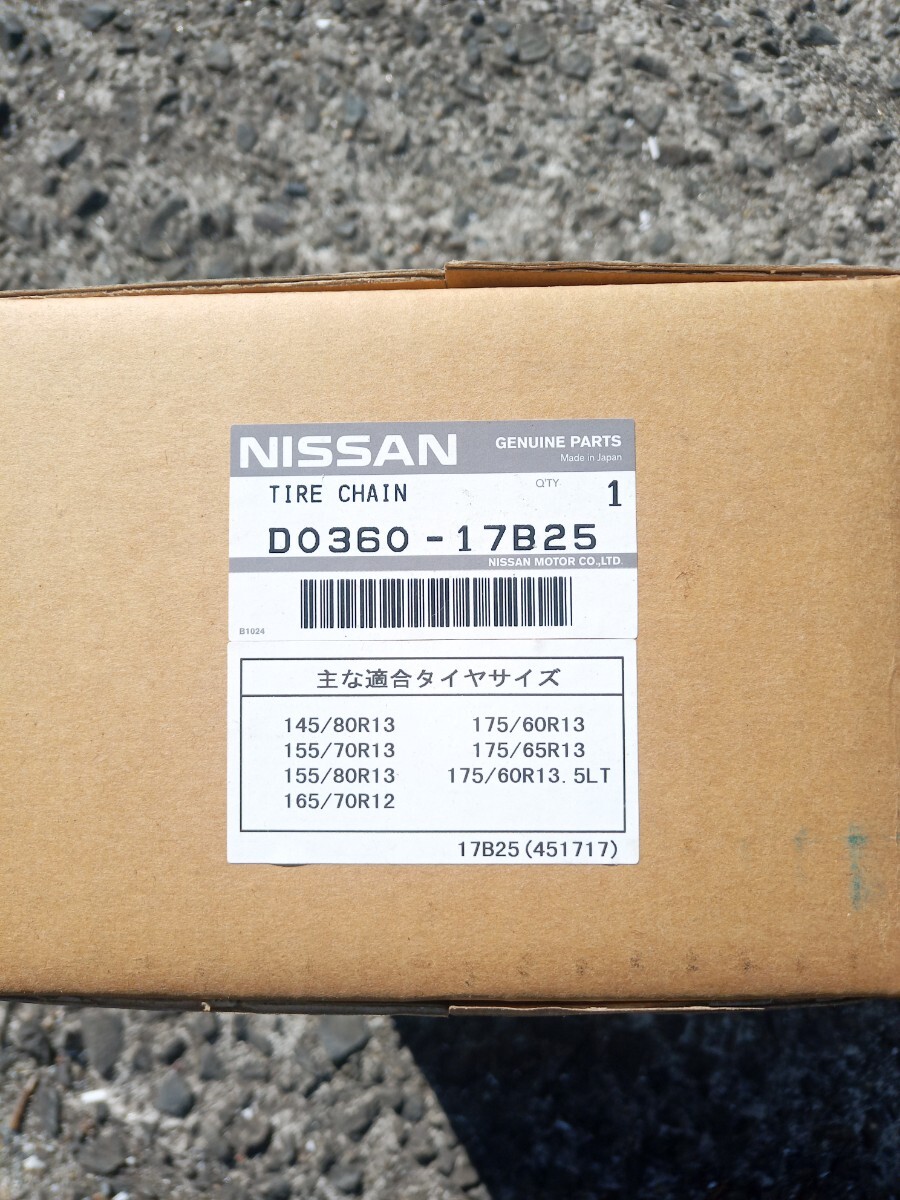 NISSAN GENUINE PARTS
Made in Japan
TIRE CHAIN Q'TY 1
D0360-17B25
NISSAN MOTOR CO.,LTD.
B1024
主な適合タイヤサイズ
145/80R13 175/60R13
155/70R13 175/65R13
155/80R13 175/60R13.5LT
165/70R12
17B25(451717)